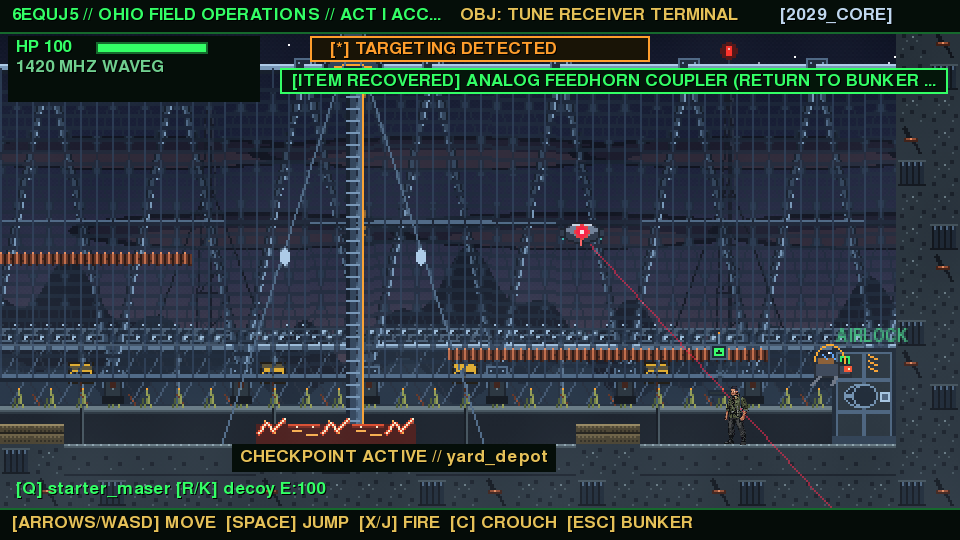 6EQUJ5 // OHIO FIELD OPERATIONS // ACT I ACC... OBJ: TUNE RECEIVER TERMINAL [2029_CORE]
HP 100
[*] TARGETING DETECTED
1420 MHZ WAVEG
[ITEM RECOVERED] ANALOG FEEDHORN COUPLER (RETURN TO BUNKER ...
AIRLOCK
CHECKPOINT ACTIVE // yard_depot
[Q] starter_maser [R/K] decoy E:100
[ARROWS/WASD] MOVE [SPACE] JUMP [X/J] FIRE [C] CROUCH [ESC] BUNKER